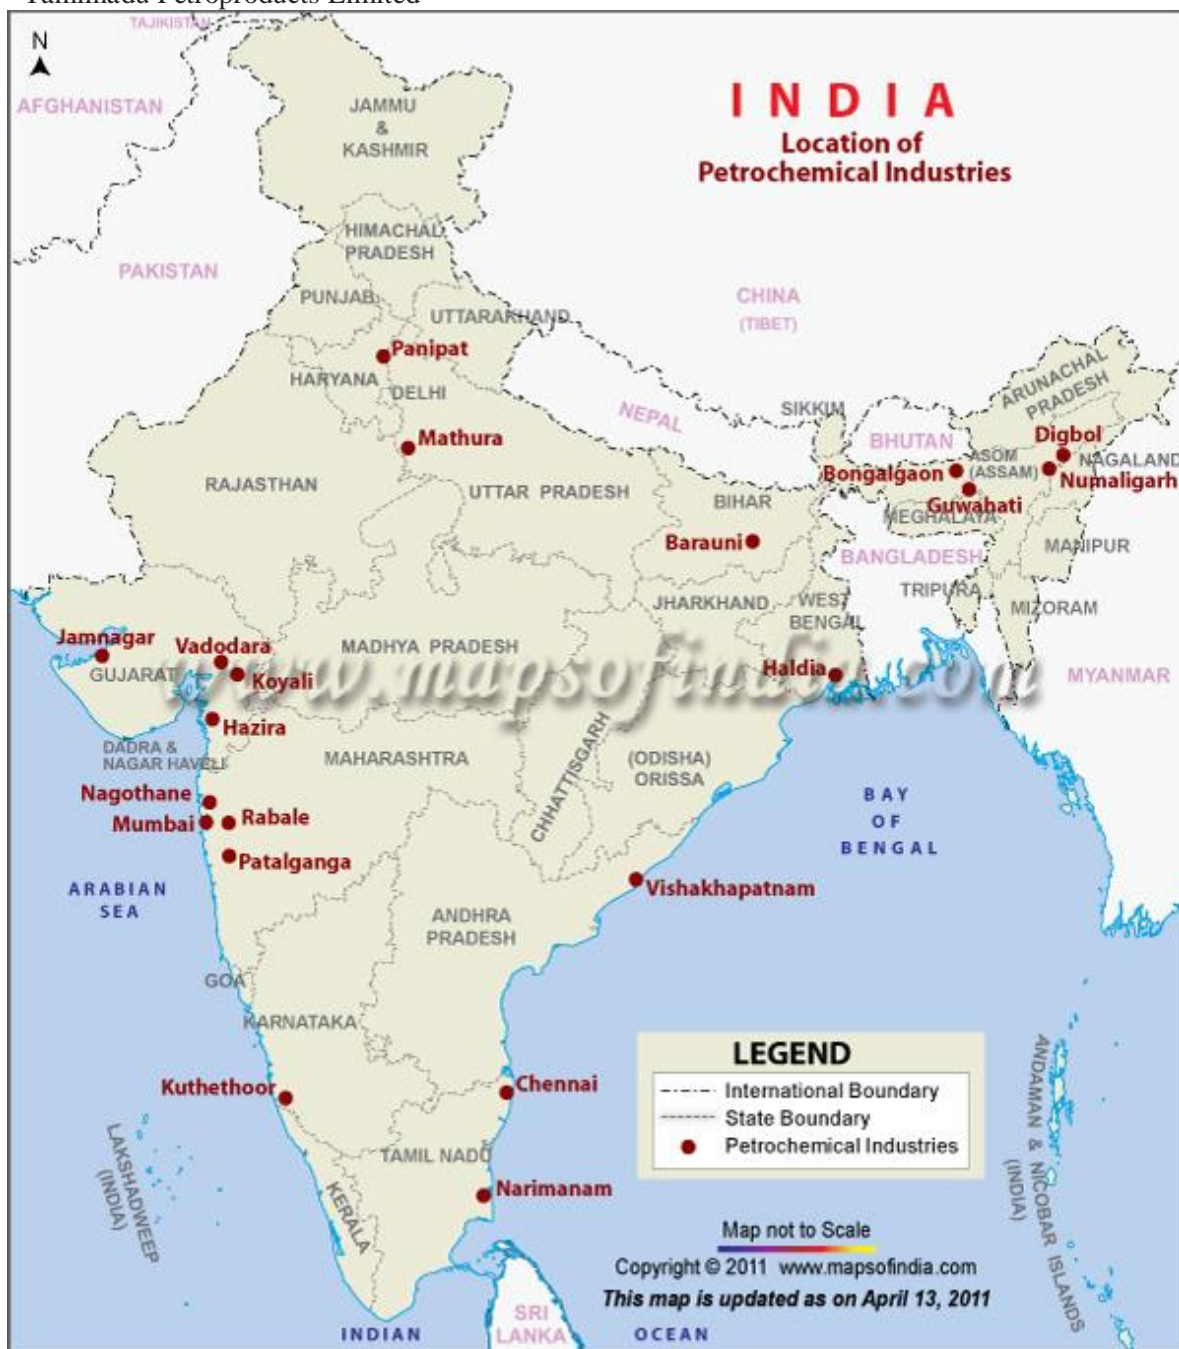 Tamilnadu Petroproducts Limited
TAJIKISTAN
N
AFGHANISTAN
JAMMU
&
KASHMIR
INDIA
Location of
Petrochemical Industries
HIMACHAL
PRADESH
PAKISTAN
PUNJAB
UTTARAKHAND
CHINA
(TIBET)
Panipat
HARYANA
DELHI
NEPAL
SIKKIM
ARUNACHAL
PRADESH
BHUTAN
Mathura
Digbol
ASOM
(ASSAM)
NAGALAND
Bongalgaon
Numaligarh
RAJASTHAN
UTTAR PRADESH
BIHAR
Guwahati
MEGHALAYA
Barauni
BANGLADESH
MANIPUR
JHARKHAND
WEST
BENGAL
TRIPURA
MIZORAM
Jamnagar
Vadodara
MADHYA PRADESH
GUJARAT
Koyali
Haldia
MYANMAR
www.mapsofindia.com
Hazira
DADRA &
NAGAR HAVELI
MAHARASHTRA
CHHATTISGARH
(ODISHA)
ORISSA
Nagothane
Mumbai
Rabale
BAY
OF
BENGAL
Patalganga
ARABIAN
SEA
Vishakhapatnam
ANDHRA
PRADESH
GOA
KARNATAKA
LEGEND
International Boundary
State Boundary
Petrochemical Industries
Kuthethoor
Chennai
LAKSHADWEEP
(INDIA)
TAMIL NADU
KERALA
Narimanam
ANDAMAN & NICOBAR ISLANDS
(INDIA)
Map not to Scale
Copyright © 2011 www.mapsofindia.com
This map is updated as on April 13, 2011
SRI
LANKA
INDIAN OCEAN